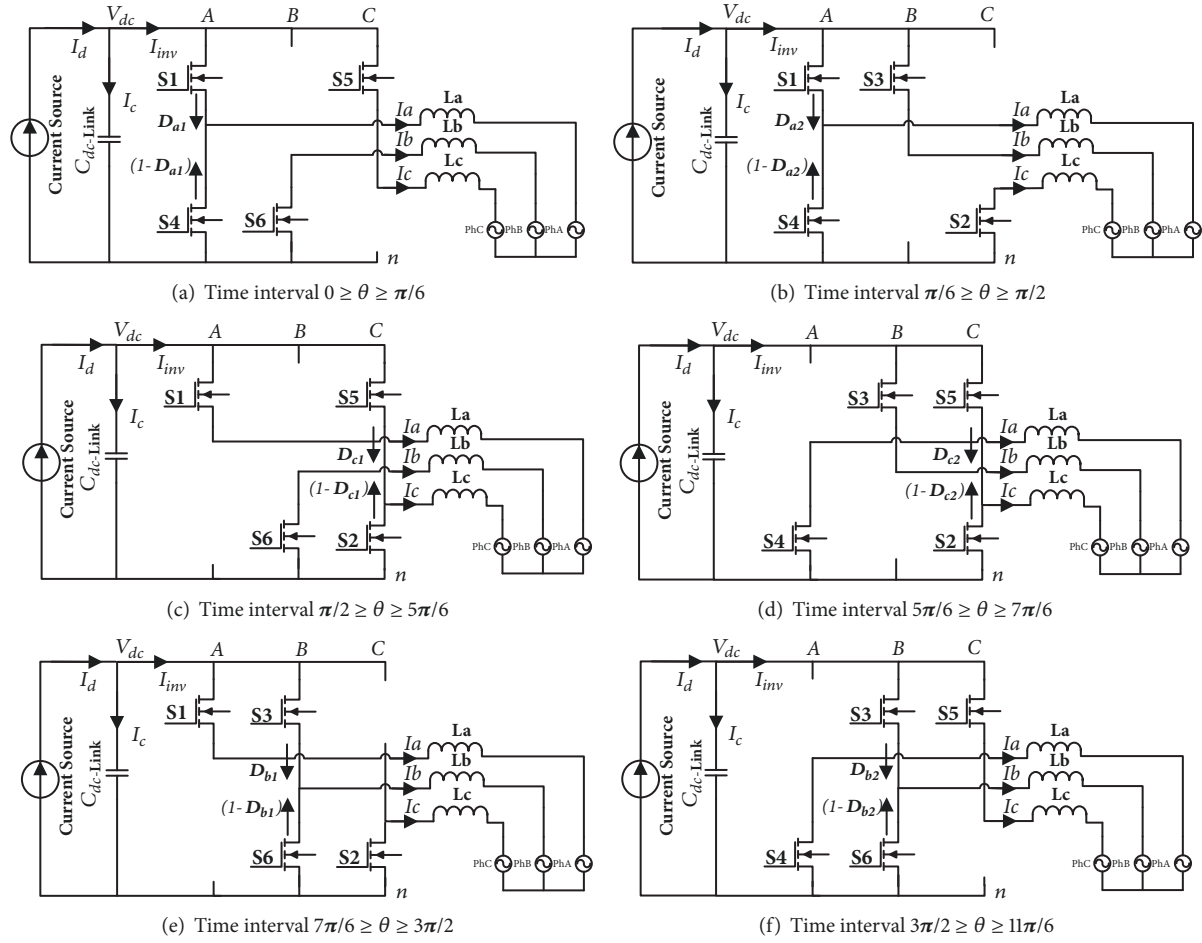 V_dc A B C
I_d I_inv
S1 S5
I_c
Current Source
C_dc-Link
D_a1
(1- D_a1)
Ia La
Ib Lb
Ic Lc
S4 S6
PhC PhB PhA
n
(a) Time interval 0 ≥ θ ≥ π/6
V_dc A B C
I_d I_inv
S1 S3
I_c
Current Source
C_dc-Link
D_a2
(1- D_a2)
Ia La
Ib Lb
Ic Lc
S4 S2
PhC PhB PhA
n
(b) Time interval π/6 ≥ θ ≥ π/2
V_dc A B C
I_d I_inv
S1 S5
I_c
Current Source
C_dc-Link
D_c1
(1- D_c1)
Ia La
Ib Lb
Ic Lc
S6 S2
PhC PhB PhA
n
(c) Time interval π/2 ≥ θ ≥ 5π/6
V_dc A B C
I_d I_inv
S3 S5
I_c
Current Source
C_dc-Link
D_c2
(1- D_c2)
Ia La
Ib Lb
Ic Lc
S4 S2
PhC PhB PhA
n
(d) Time interval 5π/6 ≥ θ ≥ 7π/6
V_dc A B C
I_d I_inv
S1 S3
I_c
Current Source
C_dc-Link
D_b1
(1- D_b1)
Ia La
Ib Lb
Ic Lc
S6 S2
PhC PhB PhA
n
(e) Time interval 7π/6 ≥ θ ≥ 3π/2
V_dc A B C
I_d I_inv
S3 S5
I_c
Current Source
C_dc-Link
D_b2
(1- D_b2)
Ia La
Ib Lb
Ic Lc
S4 S6
PhC PhB PhA
n
(f) Time interval 3π/2 ≥ θ ≥ 11π/6